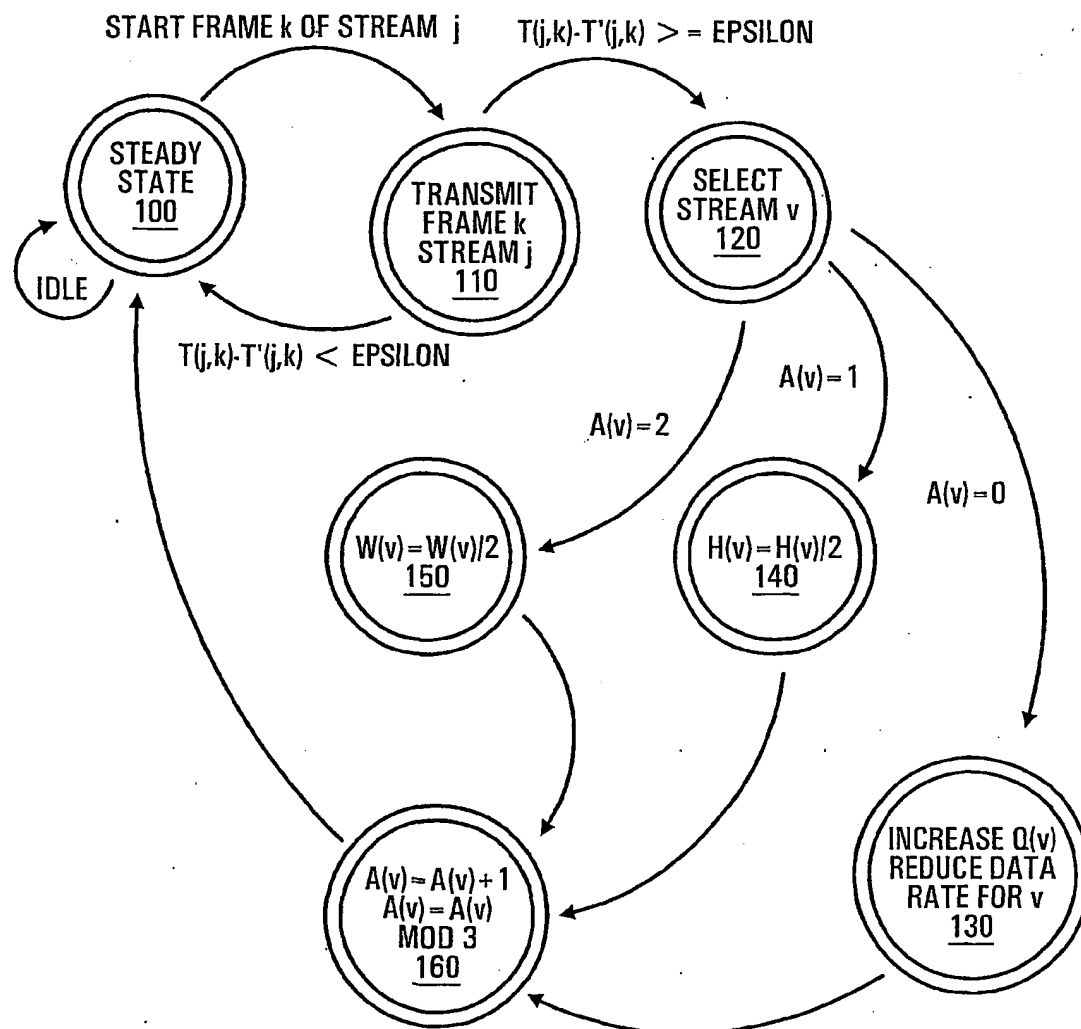 START FRAME k OF STREAM j
T(j,k)-T'(j,k) > = EPSILON
STEADY
STATE
100
TRANSMIT
FRAME k
STREAM j
110
SELECT
STREAM v
120
IDLE
T(j,k)-T'(j,k) < EPSILON
A(v)=1
A(v)=2
A(v)=0
W(v)=W(v)/2
150
H(v)=H(v)/2
140
A(v)=A(v)+1
A(v)=A(v)
MOD 3
160
INCREASE Q(v)
REDUCE DATA
RATE FOR v
130